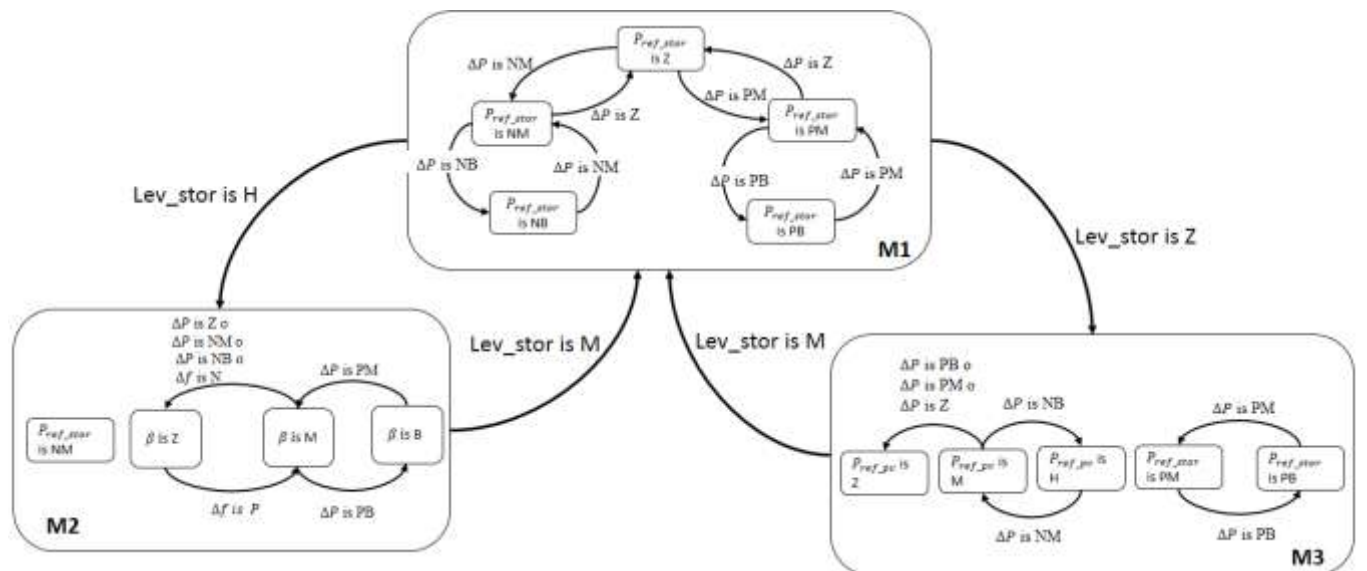 P_ref_stor
is Z
ΔP is NM
ΔP is Z
ΔP is Z
ΔP is PM
P_ref_stor
is NM
P_ref_stor
is PM
ΔP is NB
ΔP is NM
ΔP is PB
ΔP is PM
P_ref_stor
is NB
P_ref_stor
is PB
M1
Lev_stor is H
Lev_stor is Z
Lev_stor is M
Lev_stor is M
ΔP is Z o
ΔP is NM o
ΔP is NB o
Δf is N
ΔP is PM
P_ref_stor
is NM
β is Z
β is M
β is B
Δf is P
ΔP is PB
M2
ΔP is PB o
ΔP is PM o
ΔP is Z
ΔP is NB
ΔP is PM
P_ref_pv is
Z
P_ref_pv is
M
P_ref_pv is
H
P_ref_stor
is PM
P_ref_stor
is PB
ΔP is NM
ΔP is PB
M3